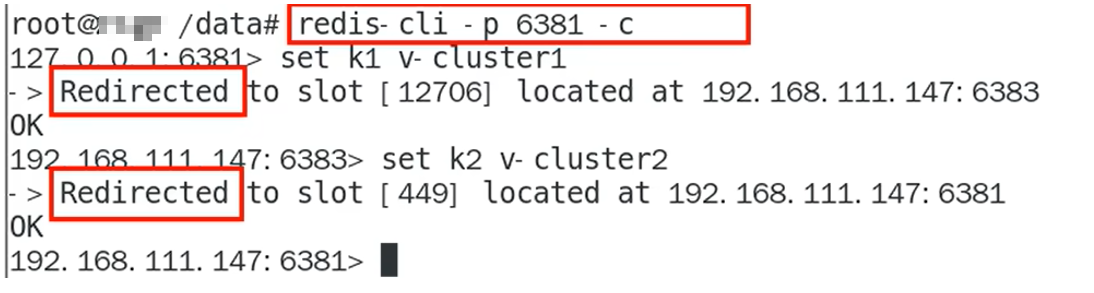 root@ /data# redis-cli -p 6381 -c
127.0.0.1:6381> set k1 v-cluster1
-> Redirected to slot [12706] located at 192.168.111.147:6383
OK
192.168.111.147:6383> set k2 v-cluster2
-> Redirected to slot [449] located at 192.168.111.147:6381
OK
192.168.111.147:6381>